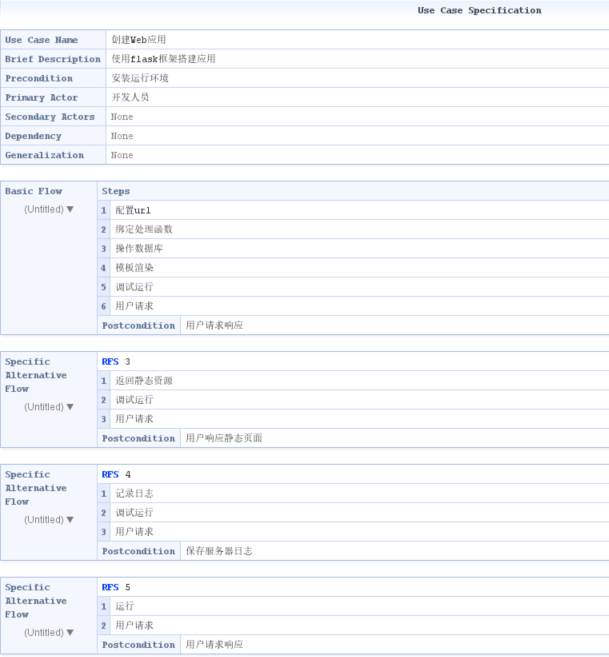 Use Case Specification
Use Case Name 创建Web应用
Brief Description 使用flask框架搭建应用
Precondition 安装运行环境
Primary Actor 开发人员
Secondary Actors None
Dependency None
Generalization None
Basic Flow Steps
(Untitled) ▼ 1 配置url
2 绑定处理函数
3 操作数据库
4 模板渲染
5 调试运行
6 用户请求
Postcondition 用户请求响应
Specific RFS 3
Alternative 1 返回静态资源
Flow
(Untitled) ▼ 2 调试运行
3 用户请求
Postcondition 用户响应静态页面
Specific RFS 4
Alternative 1 记录日志
Flow
(Untitled) ▼ 2 调试运行
3 用户请求
Postcondition 保存服务器日志
Specific RFS 5
Alternative 1 运行
Flow
(Untitled) ▼ 2 用户请求
Postcondition 用户请求响应